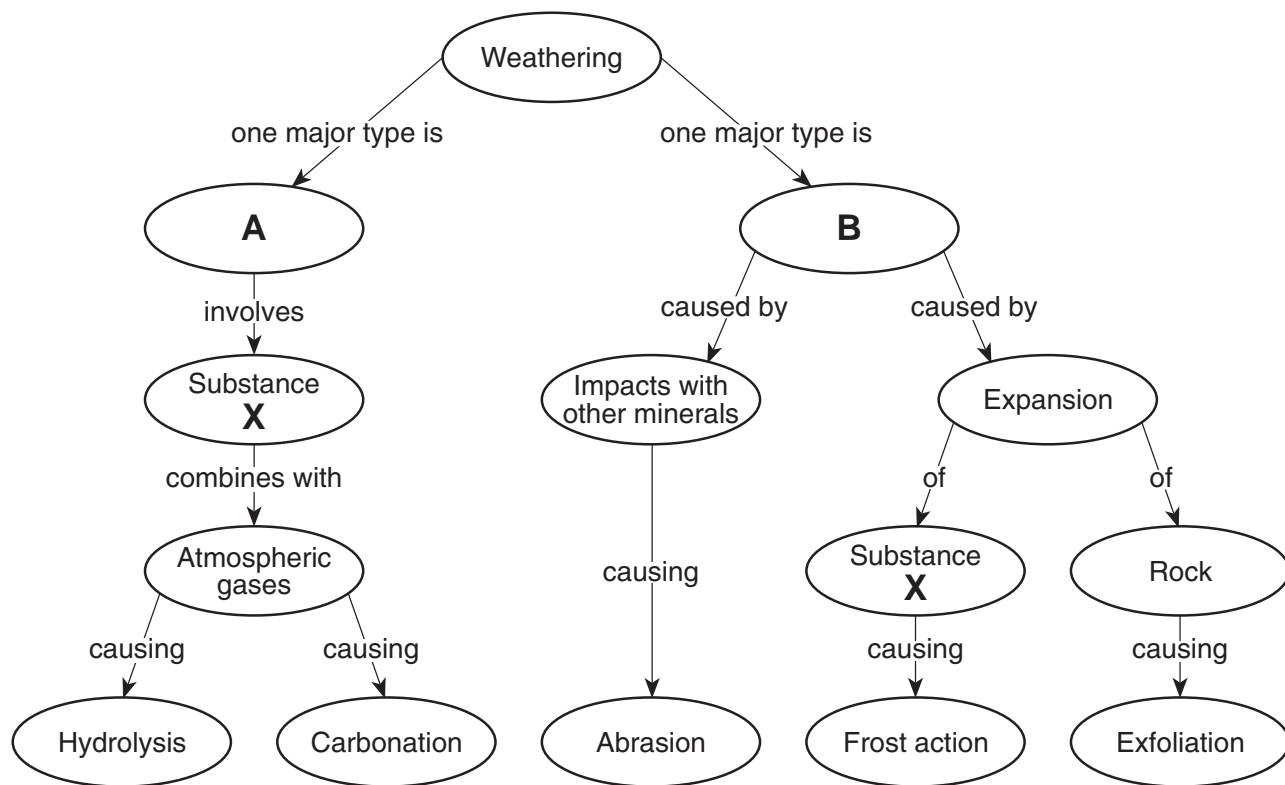 Weathering
one major type is
one major type is
A
B
involves
caused by
caused by
Substance
X
Impacts with
other minerals
Expansion
combines with
of
of
Atmospheric
gases
causing
Substance
X
Rock
causing
causing
causing
causing
Hydrolysis
Carbonation
Abrasion
Frost action
Exfoliation